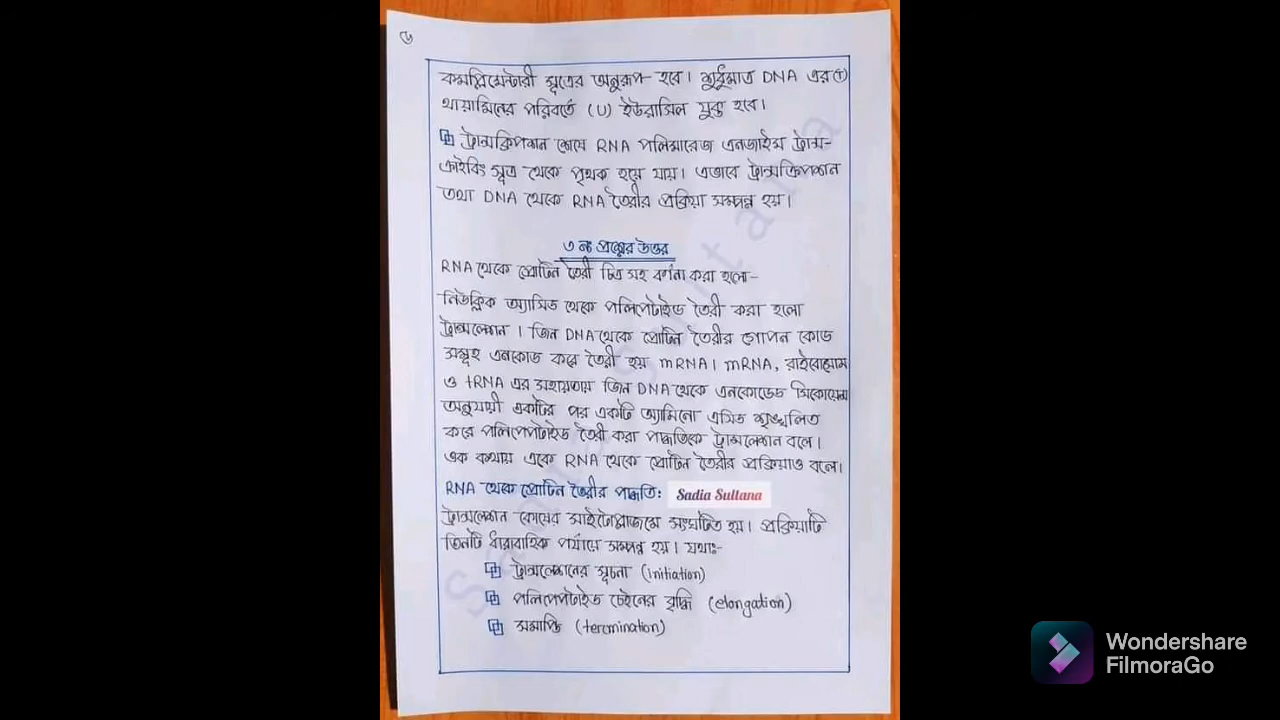 ৬
কমপ্লিমেন্টারী সূত্রের অনুরূপ হবে। শুধুমাত্র DNA এর (T)
থায়ামিনের পরিবর্তে (U) ইউরাসিল যুক্ত হবে।
ট্রান্সক্রিপশন শেষে RNA পলিমারেজ এনজাইম ট্রান্স-
ক্রাইবিং সূত্র থেকে পৃথক হয়ে যায়। এভাবে ট্রান্সক্রিপশন
তথা DNA থেকে RNA তৈরীর প্রক্রিয়া সম্পন্ন হয়।
৩ নং প্রশ্নের উত্তর
RNA থেকে প্রোটিন তৈরী চিত্র সহ বর্ণনা করা হলো-
নিউক্লিক অ্যাসিড থেকে পলিপেটাইড তৈরী করা হলো
ট্রান্সলেশন । জিন DNA থেকে প্রোটিন তৈরীর গোপন কোড
সমূহ এনকোড করে তৈরী হয় mRNA। mRNA, রাইবোসোম
ও tRNA এর সহায়তায় জিন DNA থেকে এনকোডেড সিকোয়েন্স
অনুযায়ী একটির পর একটি অ্যামিনো এসিড শৃঙ্খলিত
করে পলিপেপটাইড তৈরী করা পদ্ধতিকে ট্রান্সলেশন বলে।
এক কথায় একে RNA থেকে প্রোটিন তৈরীর প্রক্রিয়াও বলে।
RNA থেকে প্রোটিন তৈরীর পদ্ধতি: Sadia Sultana
ট্রান্সলেশন কোষের সাইটোপ্লাজমে সংঘটিত হয়। প্রক্রিয়াটি
তিনটি ধারাবাহিক পর্যায়ে সম্পন্ন হয়। যথাঃ-
ট্রান্সলেশনের সূচনা (initiation)
পলিপেপটাইড চেইনের বৃদ্ধি (elongation)
সমাপ্তি (termination)
Sadia Sultana
Wondershare
FilmoraGo